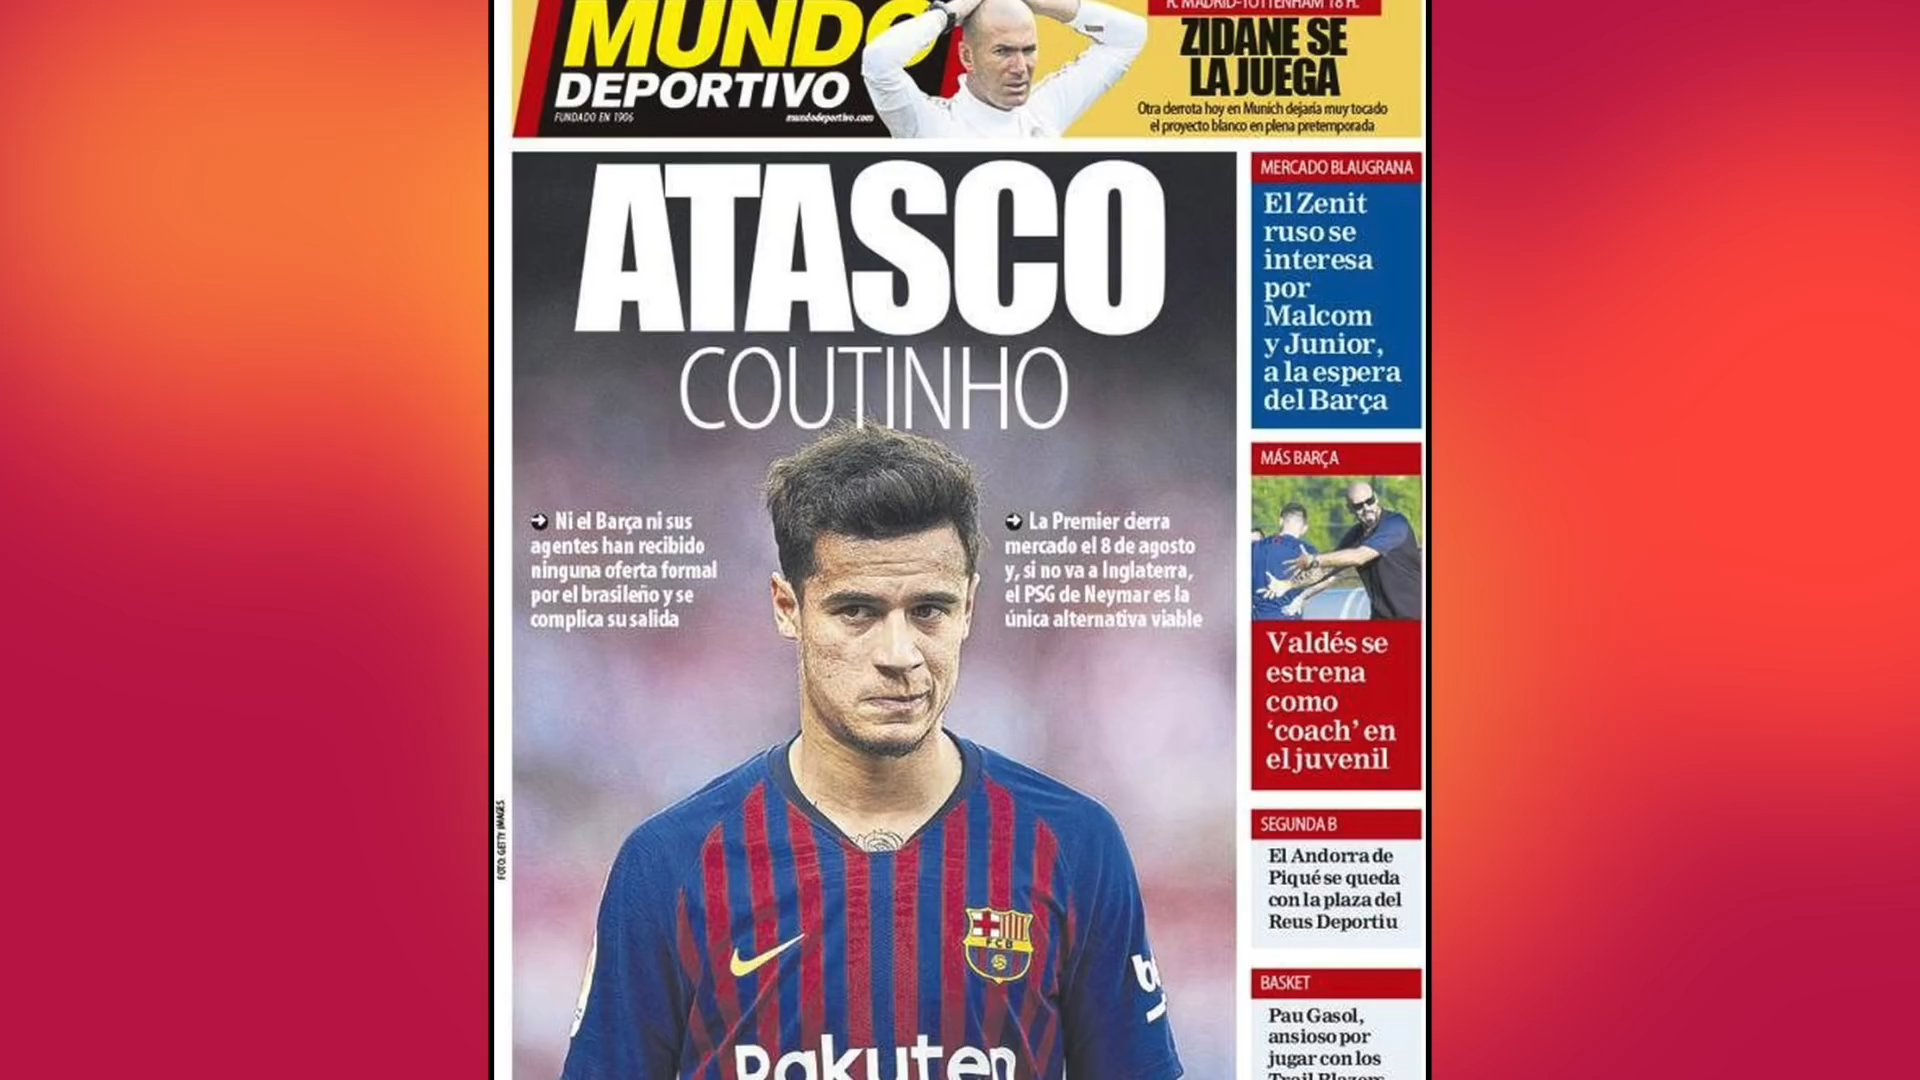 MUNDO
DEPORTIVO
FUNDADO EN 1906
mundodeportivo.com
R. MADRID-TOTTENHAM 18 H.
ZIDANE SE
LA JUEGA
Otra derrota hoy en Munich dejaría muy tocado
el proyecto blanco en plena pretemporada
ATASCO
COUTINHO
Ni el Barça ni sus
agentes han recibido
ninguna oferta formal
por el brasileño y se
complica su salida
La Premier cierra
mercado el 8 de agosto
y, si no va a Inglaterra,
el PSG de Neymar es la
única alternativa viable
FCB
Rakuten
FOTO: GETTY IMAGES
MERCADO BLAUGRANA
El Zenit
ruso se
interesa
por
Malcom
y Junior,
a la espera
del Barça
MÁS BARÇA
Valdés se
estrena
como
‘coach’ en
el juvenil
SEGUNDA B
El Andorra de
Piqué se queda
con la plaza del
Reus Deportiu
BASKET
Pau Gasol,
ansioso por
jugar con los
Trail Blazers